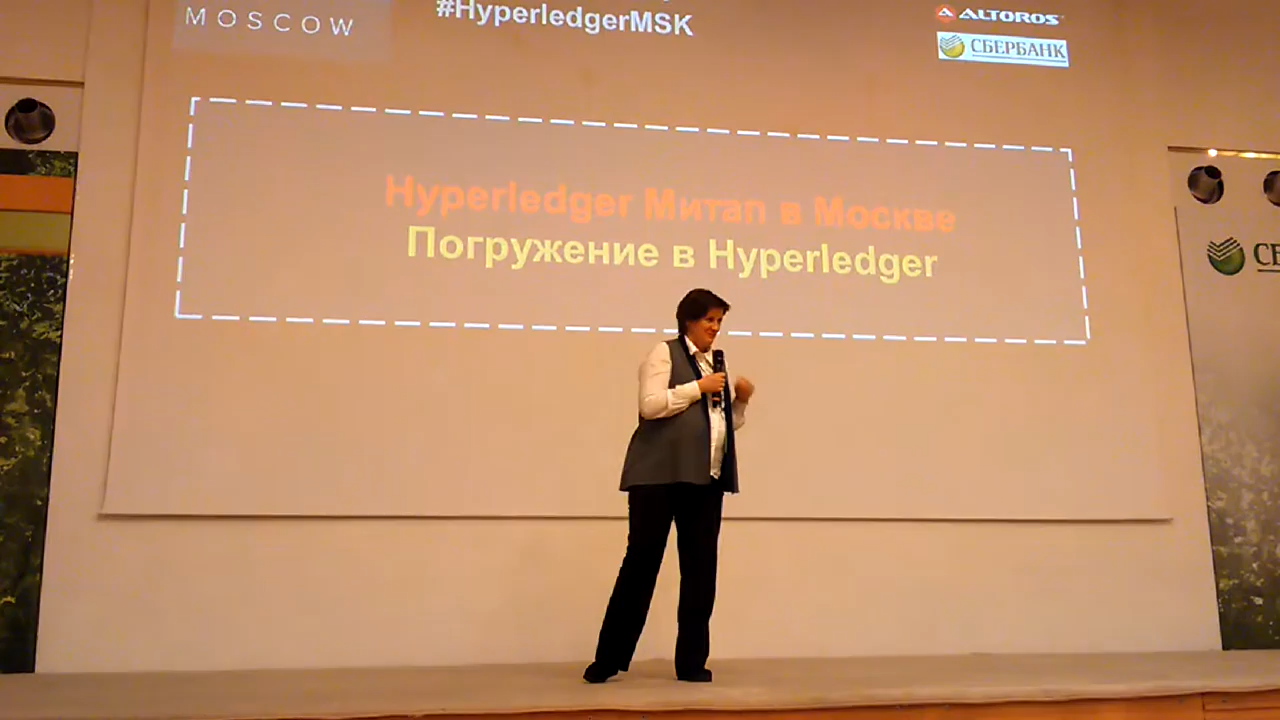 MOSCOW
#HyperledgerMSK
ALTOROS
СБЕРБАНК
Hyperledger Митап в Москве
Погружение в Hyperledger